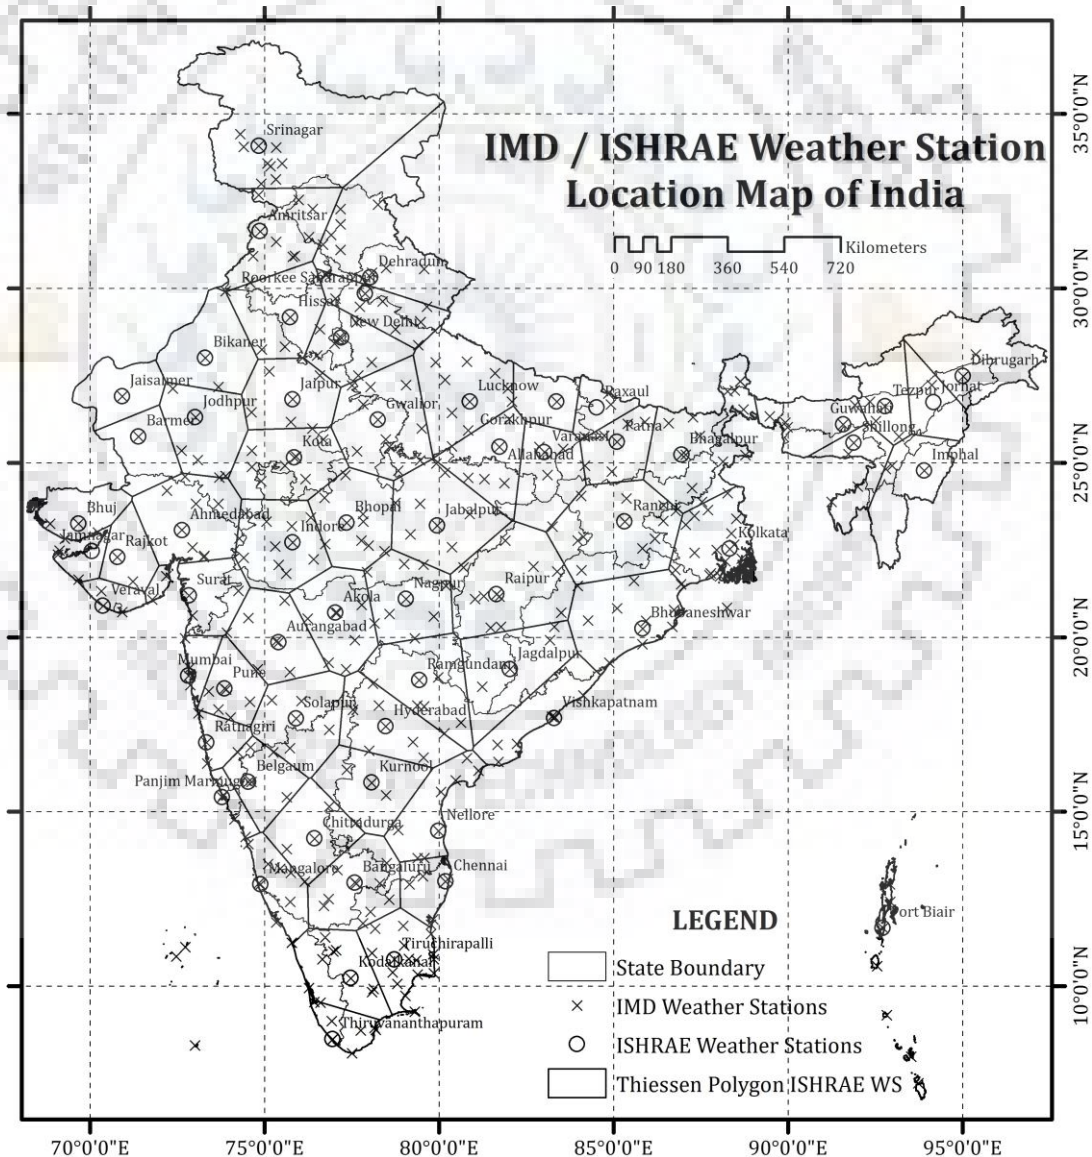 IMD / ISHRAE Weather Station
Location Map of India
Kilometers
0 90 180 360 540 720
35°0'0"N
30°0'0"N
25°0'0"N
20°0'0"N
15°0'0"N
10°0'0"N
Srinagar
Amritsar
Dehradun
Roorkee
Hissar
New Delhi
Bikaner
Jaisalmer
Jaipur
Lucknow
Raxaul
Dibrugarh
Jodhpur
Gwalior
Tezpur
Jorhat
Barmer
Gorakhpur
Guwahati
Kota
Allahabad
Patna
Bhagalpur
Shillong
Imphal
Bhuj
Ahmedabad
Bhopal
Jabalpur
Ranchi
Jamnagar
Rajkot
Indore
Kolkata
Veraval
Surat
Akola
Nagpur
Raipur
Aurangabad
Bhubaneshwar
Mumbai
Pune
Ramgundam
Jagdalpur
Solapur
Hyderabad
Vishkapatnam
Ratnagiri
Belgaum
Kurnool
Panjim
Chitradurga
Nellore
Mangalore
Bangaluru
Chennai
Port Biair
Tiruchirapalli
Kodaikanal
Thiruvananthapuram
LEGEND
State Boundary
IMD Weather Stations
ISHRAE Weather Stations
Thiessen Polygon ISHRAE WS
70°0'0"E 75°0'0"E 80°0'0"E 85°0'0"E 90°0'0"E 95°0'0"E